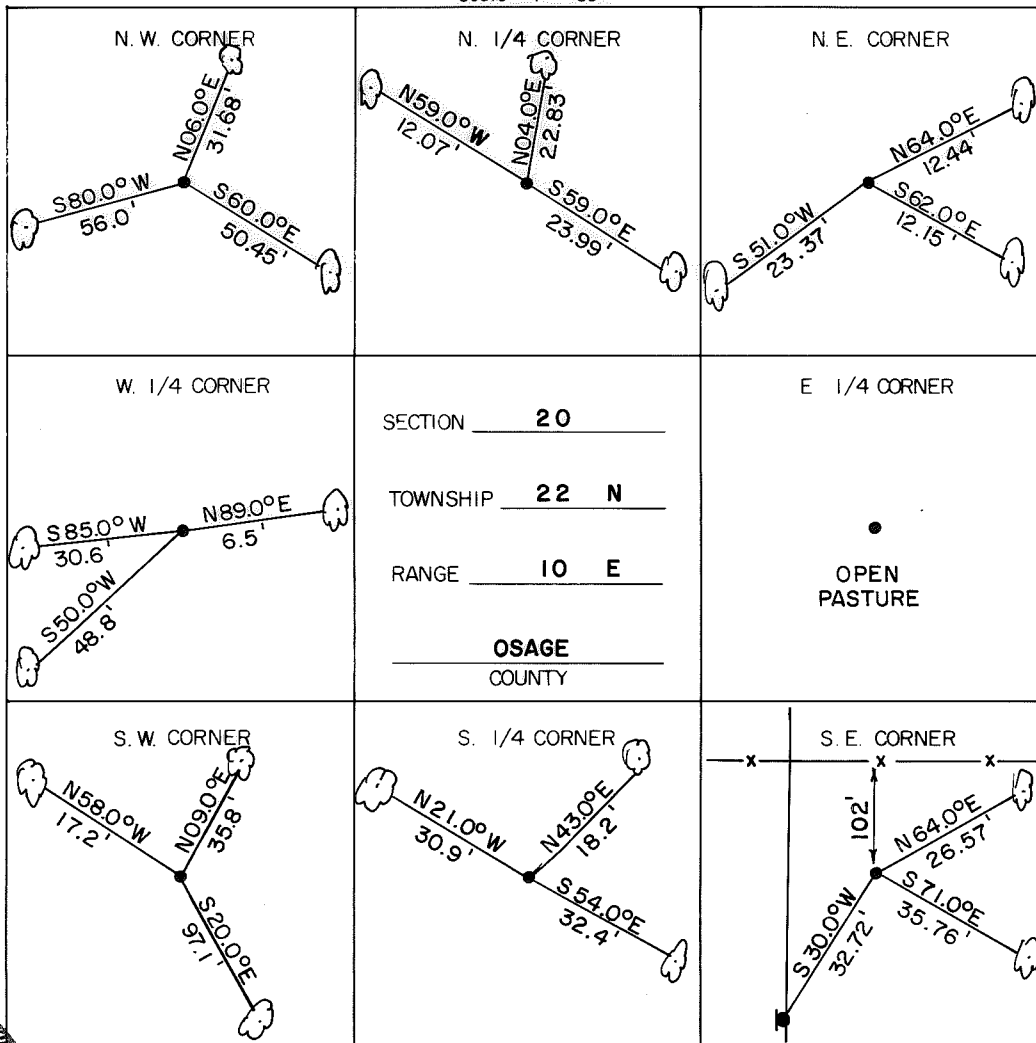 N. W. CORNER
N06.0°E
31.68'
S80.0°W
56.0'
S60.0°E
50.45'
N. 1/4 CORNER
N59.0°W
12.07'
N04.0°E
22.83'
S59.0°E
23.99'
N.E. CORNER
N64.0°E
12.44'
S62.0°E
12.15'
S51.0°W
23.37'
W. 1/4 CORNER
S85.0°W
30.6'
N89.0°E
6.5'
S50.0°W
48.8'
SECTION 20
TOWNSHIP 22 N
RANGE 10 E
OSAGE
COUNTY
E 1/4 CORNER
OPEN
PASTURE
S.W. CORNER
N58.0°W
17.2'
N09.0°E
35.8'
S20.0°E
97.1'
S. 1/4 CORNER
N21.0°W
30.9'
N43.0°E
18.2'
S54.0°E
32.4'
S.E. CORNER
x x x
102'
N64.0°E
26.57'
S71.0°E
35.76'
S30.0°W
32.72'